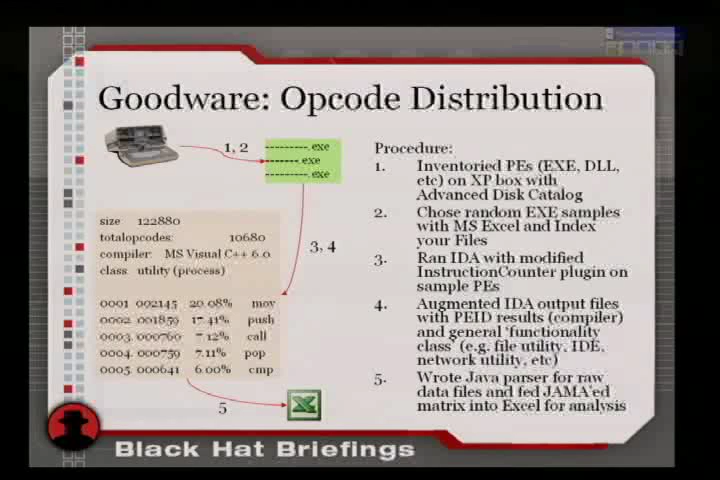 Goodware: Opcode Distribution
1, 2
----------.exe
-------.exe
----------.exe
3, 4
size 122880
totalopcodes: 10680
compiler: MS Visual C++ 6.0
class utility (process)
0001 002145 20.08% mov
0002 001859 17.41% push
0003 000760 7.12% call
0004 000759 7.11% pop
0005 000641 6.00% cmp
5
Procedure:
1. Inventoried PEs (EXE, DLL,
etc) on XP box with
Advanced Disk Catalog
2. Chose random EXE samples
with MS Excel and Index
your Files
3. Ran IDA with modified
InstructionCounter plugin on
sample PEs
4. Augmented IDA output files
with PEID results (compiler)
and general 'functionality
class' (e.g. file utility, IDE,
network utility, etc)
5. Wrote Java parser for raw
data files and fed JAMA'ed
matrix into Excel for analysis
Black Hat Briefings